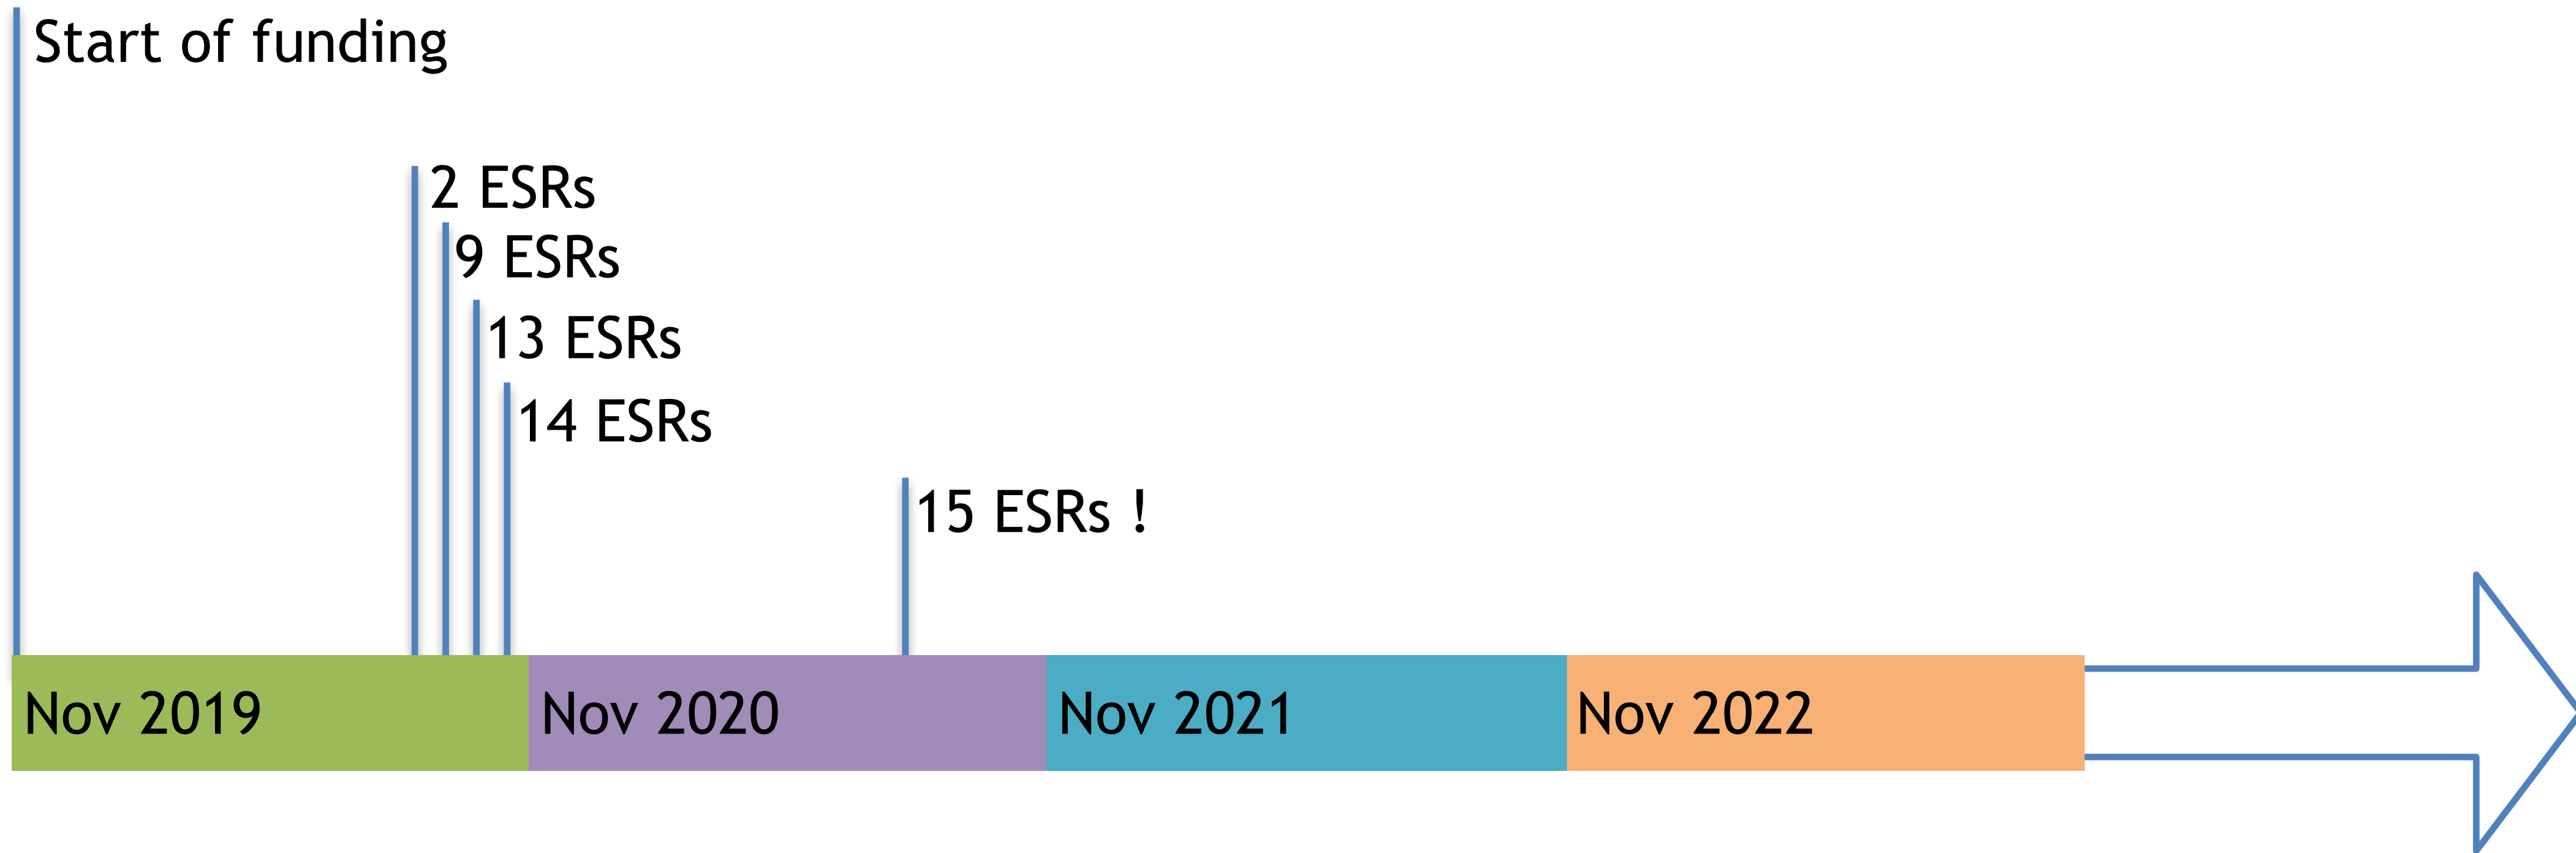 Start of funding
2 ESRs
9 ESRs
13 ESRs
14 ESRs
15 ESRs !
Nov 2019
Nov 2020
Nov 2021
Nov 2022